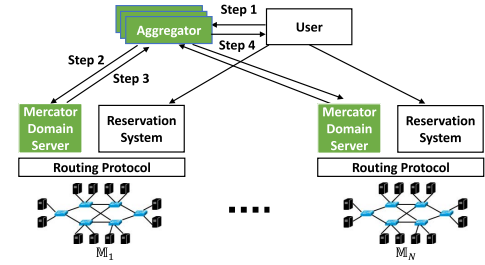 Step 1
User
Aggregator
Step 4
Step 2
Step 3
Mercator
Domain
Server
Reservation
System
Mercator
Domain
Server
Reservation
System
Routing Protocol
Routing Protocol
𝕄1
𝕄N